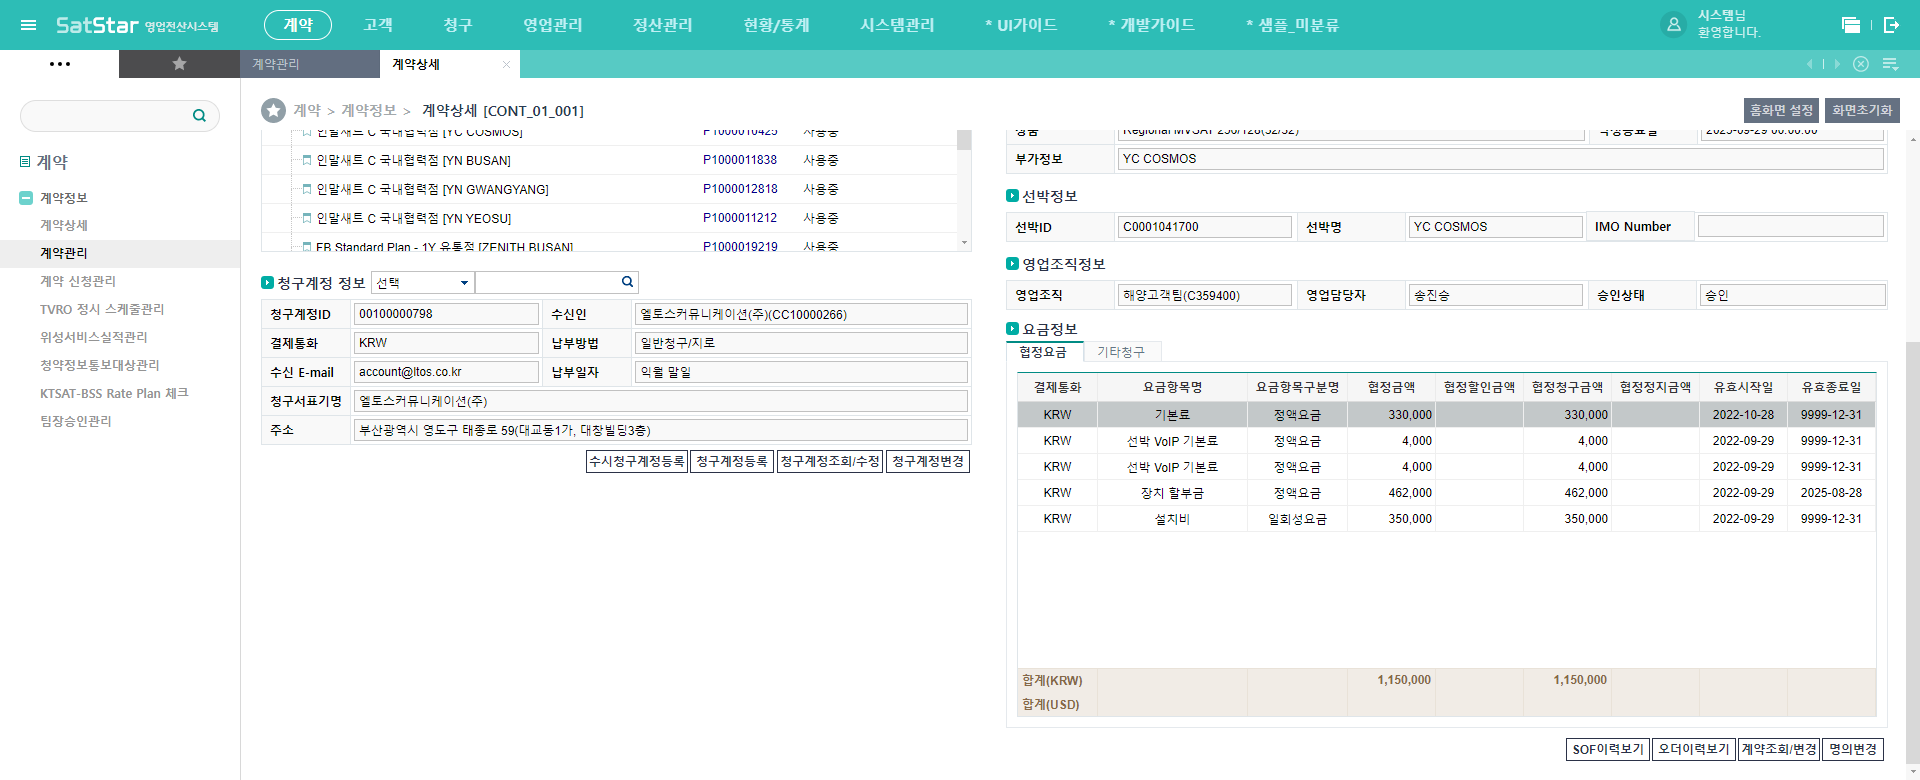 SatStar 영업전산시스템
계약 고객 청구 영업관리 정산관리 현황/통계 시스템관리 * UI가이드 * 개발가이드 * 샘플_미분류
시스템님
환영합니다.
계약관리 계약상세
계약 > 계약정보 > 계약상세 [CONT_01_001]
홈화면 설정 화면초기화
계약
계약정보
계약상세
계약관리
계약 신청관리
TVRO 정시 스케줄관리
위성서비스실적관리
청약정보통보대상관리
KTSAT-BSS Rate Plan 체크
팀장승인관리
인말새트 C 국내협력점 [YC COSMOS] P1000010425 사용중
인말새트 C 국내협력점 [YN BUSAN] P1000011838 사용중
인말새트 C 국내협력점 [YN GWANGYANG] P1000012818 사용중
인말새트 C 국내협력점 [YN YEOSU] P1000011212 사용중
FB Standard Plan - 1Y 유통점 [ZENITH BUSAN] P1000019219 사용중
청구계정 정보 선택
청구계정ID 00100000798 수신인 엘토스커뮤니케이션(주)(CC10000266)
결제통화 KRW 납부방법 일반청구/지로
수신 E-mail account@ltos.co.kr 납부일자 익월 말일
청구서표기명 엘토스커뮤니케이션(주)
주소 부산광역시 영도구 태종로 59(대교동1가, 대창빌딩3층)
수시청구계정등록 청구계정등록 청구계정조회/수정 청구계정변경
상품 Regional MVSAT 256/128(32/32) 약정종료일 2025-09-29 00:00:00
부가정보 YC COSMOS
선박정보
선박ID C0001041700 선박명 YC COSMOS IMO Number
영업조직정보
영업조직 해양고객팀(C359400) 영업담당자 송진승 승인상태 승인
요금정보
협정요금 기타청구
결제통화 요금항목명 요금항목구분명 협정금액 협정할인금액 협정청구금액 협정정지금액 유효시작일 유효종료일
KRW 기본료 정액요금 330,000 330,000 2022-10-28 9999-12-31
KRW 선박 VoIP 기본료 정액요금 4,000 4,000 2022-09-29 9999-12-31
KRW 선박 VoIP 기본료 정액요금 4,000 4,000 2022-09-29 9999-12-31
KRW 장치 할부금 정액요금 462,000 462,000 2022-09-29 2025-08-28
KRW 설치비 일회성요금 350,000 350,000 2022-09-29 9999-12-31
합계(KRW) 1,150,000 1,150,000
합계(USD)
SOF이력보기 오더이력보기 계약조회/변경 명의변경